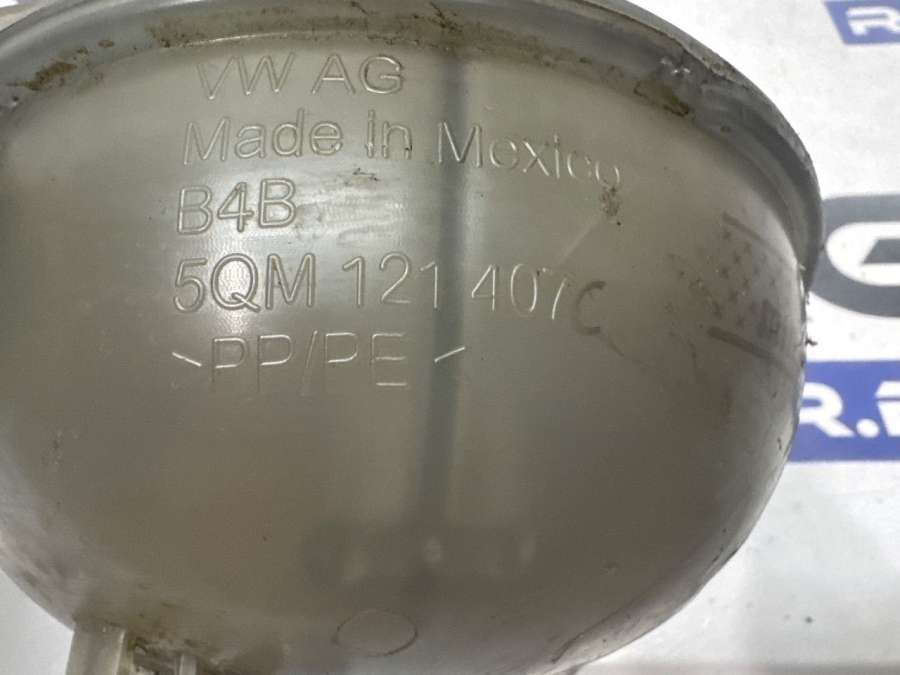 VW AG
Made in Mexico
B4B
5QM 121 407C
>PP/PE<
R.
R.